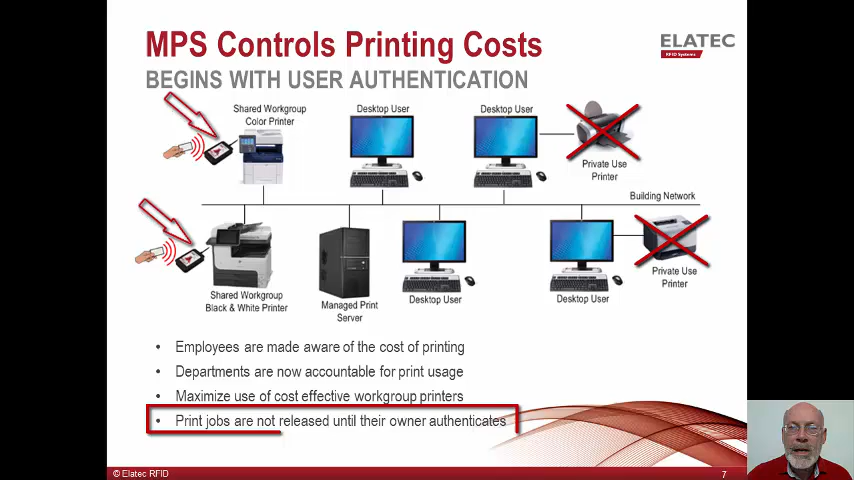 MPS Controls Printing Costs
ELATEC
RFID Systems
BEGINS WITH USER AUTHENTICATION
Shared Workgroup
Color Printer
Desktop User
Desktop User
Private Use
Printer
Building Network
Shared Workgroup
Black & White Printer
Managed Print
Server
Desktop User
Desktop User
Private Use
Printer
• Employees are made aware of the cost of printing
• Departments are now accountable for print usage
• Maximize use of cost effective workgroup printers
• Print jobs are not released until their owner authenticates
© Elatec RFID
7